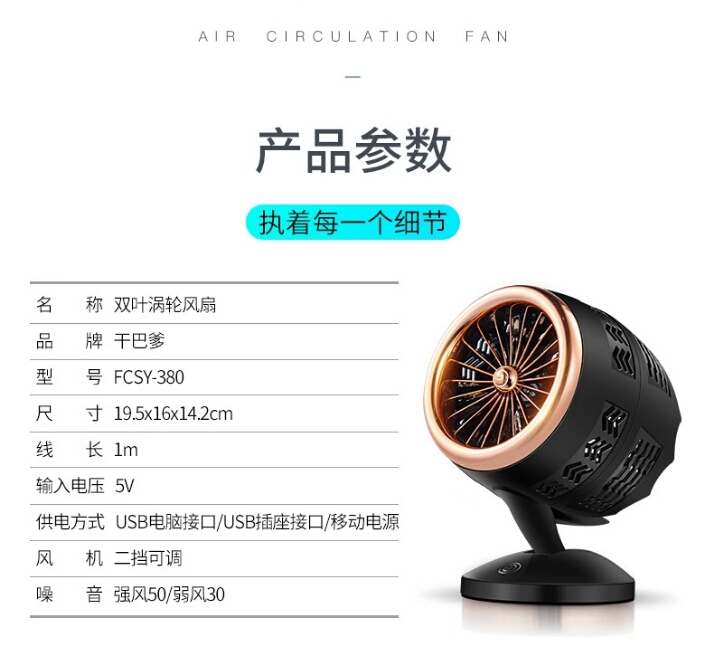 AIR CIRCULATION FAN
产品参数
执着每一个细节
名 称 双叶涡轮风扇
品 牌 干巴爹
型 号 FCSY-380
尺 寸 19.5x16x14.2cm
线 长 1m
输入电压 5V
供电方式 USB电脑接口/USB插座接口/移动电源
风 机 二挡可调
噪 音 强风50/弱风30